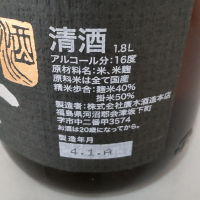 清酒 1.8L
アルコール分：16度
原材料名：米、米麹
原料米は全て国産
精米歩合：麹米40%
掛米50%
製造者：株式会社廣木酒造本店
福島県河沼郡会津坂下町
字市中二番甲3574
お酒は20歳になってから。
製造年月
4.1.A